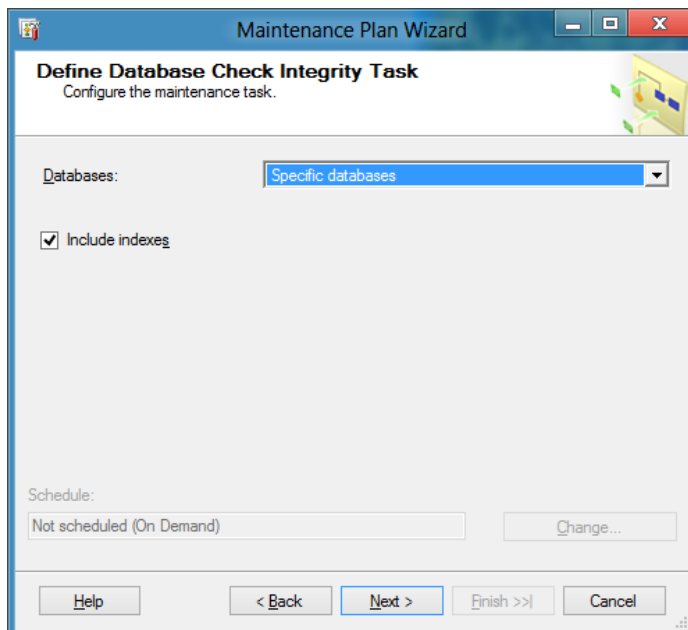 Maintenance Plan Wizard
Define Database Check Integrity Task
Configure the maintenance task.
Databases:
Specific databases
Include indexes
Schedule:
Not scheduled (On Demand)
Change...
Help
< Back
Next >
Finish >>|
Cancel